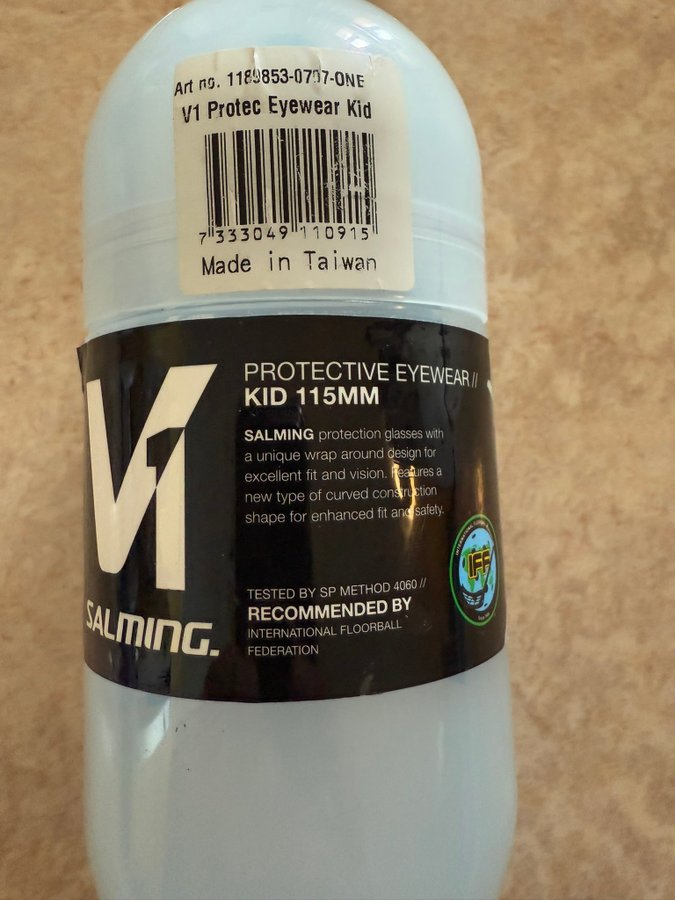 Art no. 1189853-0707-ONE
V1 Protec Eyewear Kid
7 333049 110915
Made in Taiwan
V1
SALMING.
PROTECTIVE EYEWEAR //
KID 115MM
SALMING protection glasses with
a unique wrap around design for
excellent fit and vision. Features a
new type of curved construction
shape for enhanced fit and safety.
TESTED BY SP METHOD 4060 //
RECOMMENDED BY
INTERNATIONAL FLOORBALL
FEDERATION
IFF